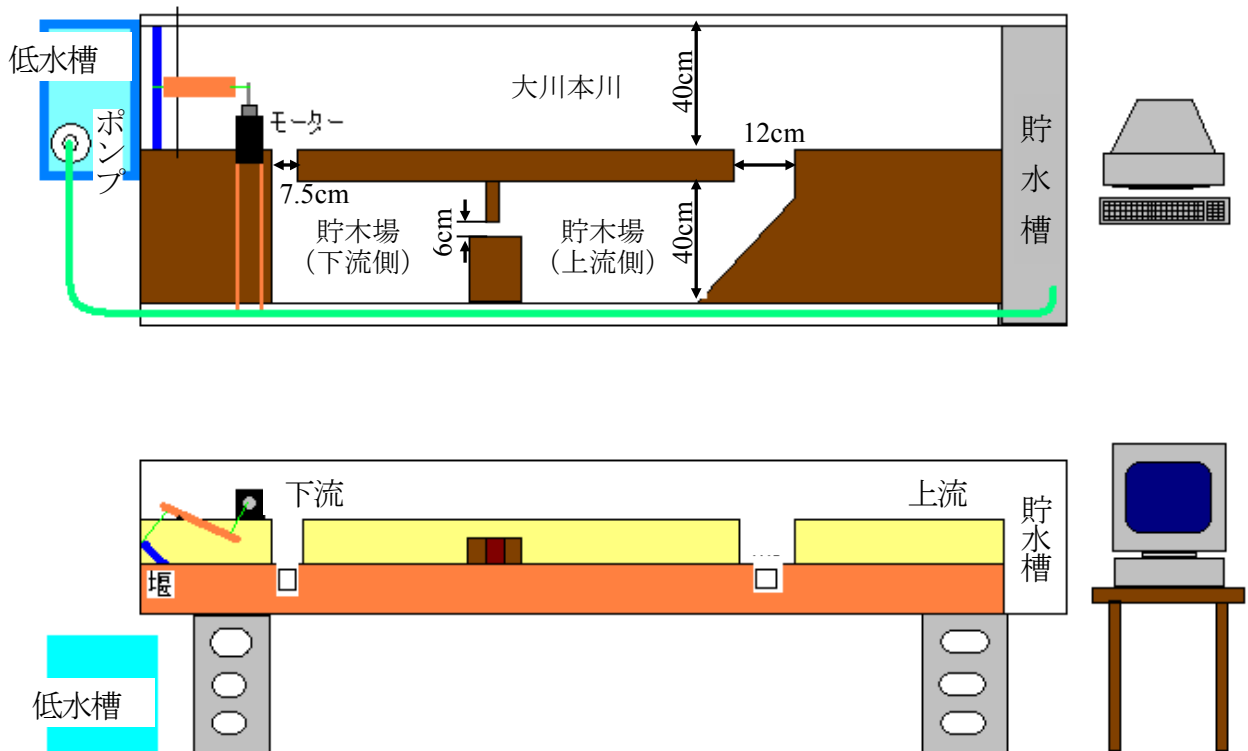 低水槽
ポンプ
モーター
大川本川
40cm
12cm
7.5cm
6cm
40cm
貯木場
(下流側)
貯木場
(上流側)
貯水槽
下流
上流
貯水槽
堰
低水槽